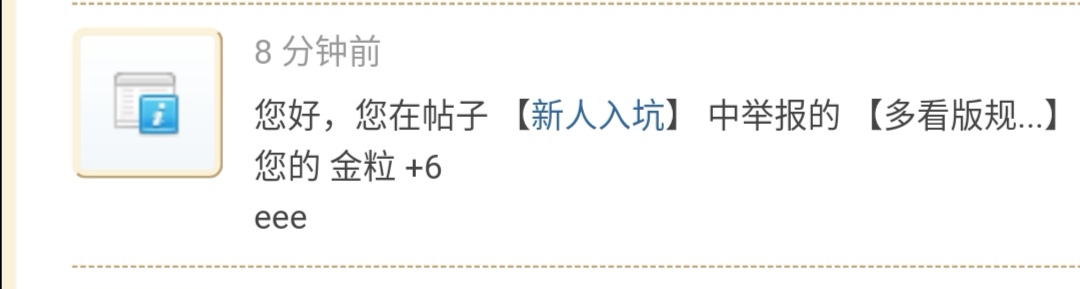 8 分钟前
您好，您在帖子 【新人入坑】 中举报的 【多看版规...】
您的 金粒 +6
eee